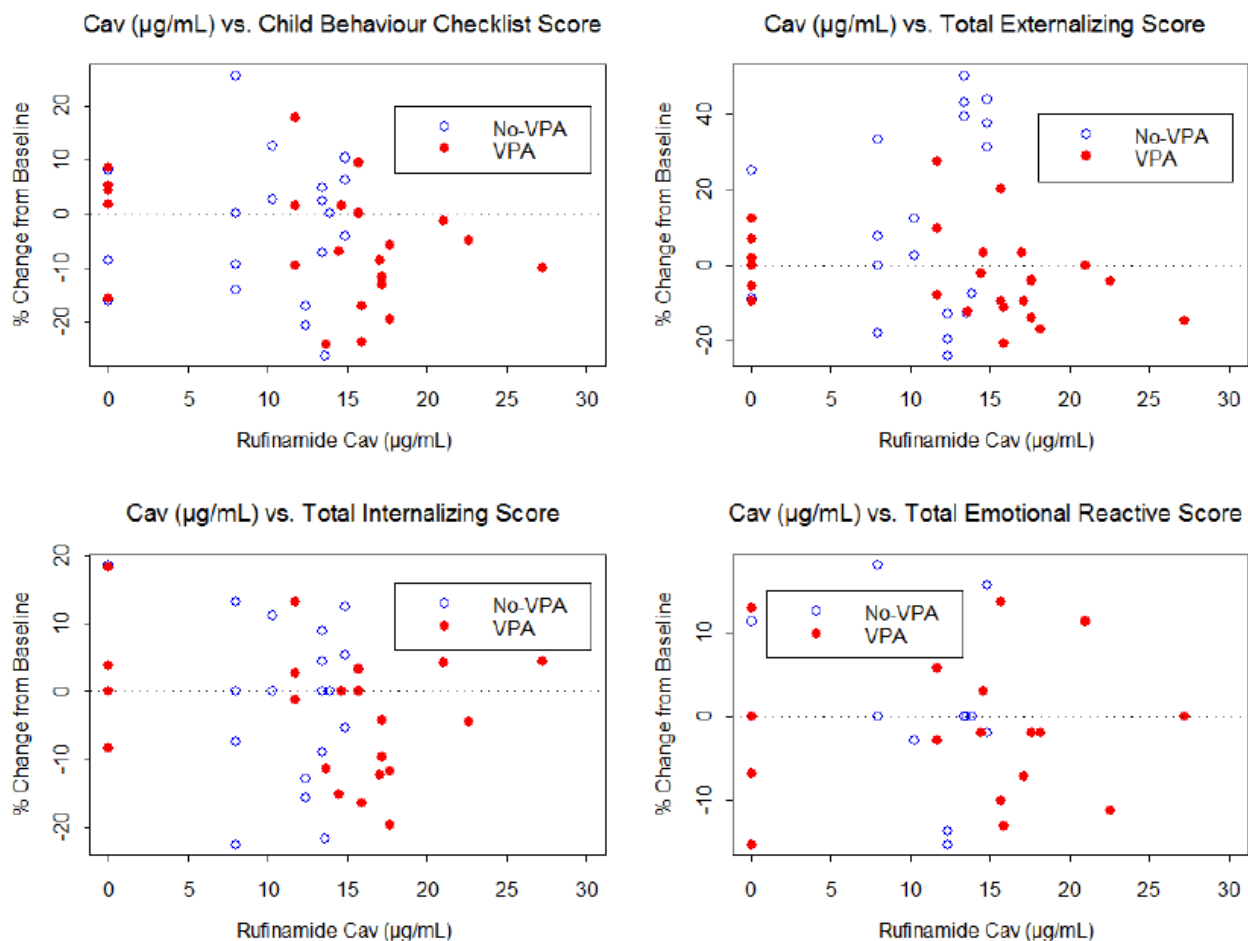 Cav (µg/mL) vs. Child Behaviour Checklist Score
% Change from Baseline
20
10
0
-10
-20
No-VPA
VPA
0 5 10 15 20 25 30
Rufinamide Cav (µg/mL)
Cav (µg/mL) vs. Total Externalizing Score
% Change from Baseline
40
20
0
-20
No-VPA
VPA
0 5 10 15 20 25 30
Rufinamide Cav (µg/mL)
Cav (µg/mL) vs. Total Internalizing Score
% Change from Baseline
20
10
0
-10
-20
No-VPA
VPA
0 5 10 15 20 25 30
Rufinamide Cav (µg/mL)
Cav (µg/mL) vs. Total Emotional Reactive Score
% Change from Baseline
10
0
-10
No-VPA
VPA
0 5 10 15 20 25 30
Rufinamide Cav (µg/mL)